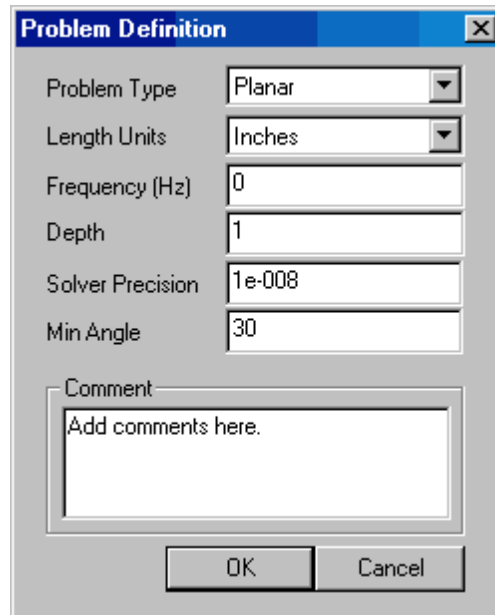 Problem Definition
Problem Type Planar
Length Units Inches
Frequency (Hz) 0
Depth 1
Solver Precision 1e-008
Min Angle 30
Comment
Add comments here.
OK Cancel